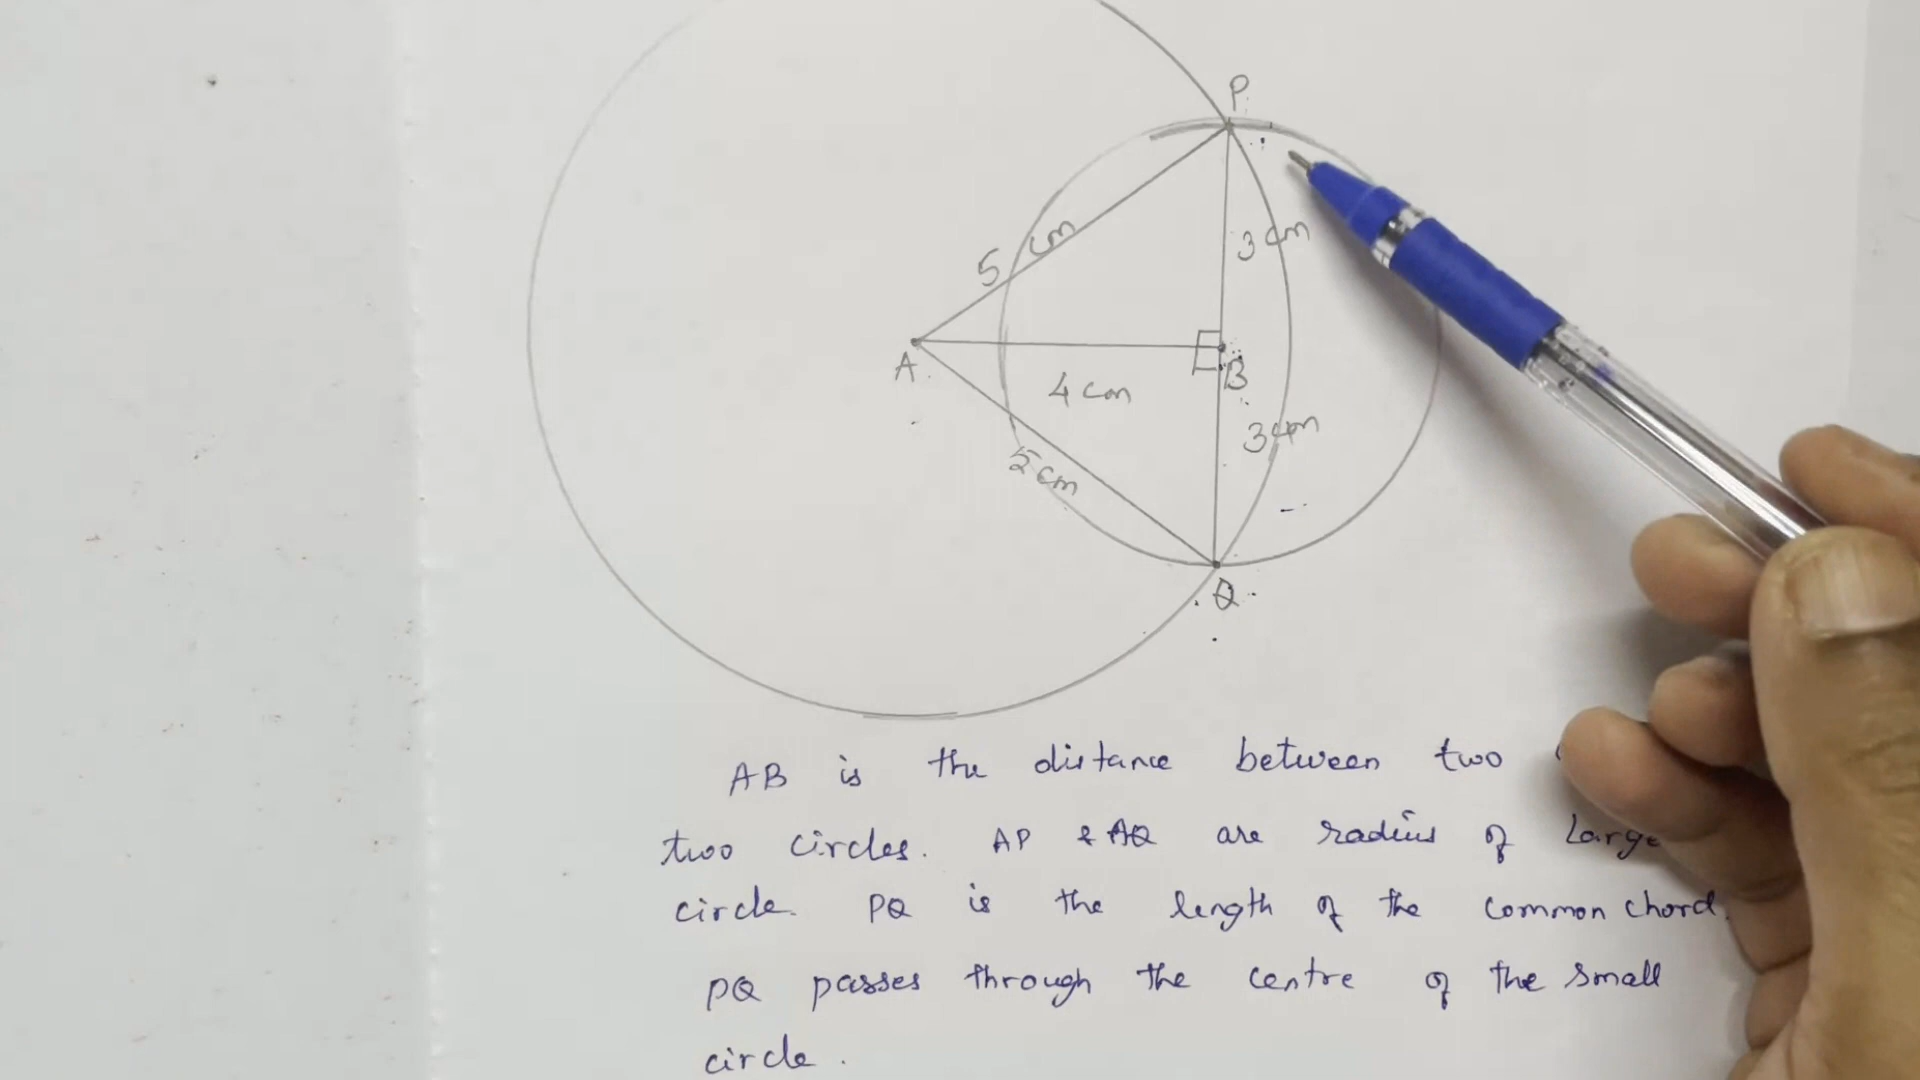 P.
5 cm
3 cm
A.
B
4 cm
3 cm
5 cm
Q
AB is the distance between two
two circles. AP & AQ are radius of Large
circle. PQ is the length of the common chord.
PQ passes through the centre of the small
circle.